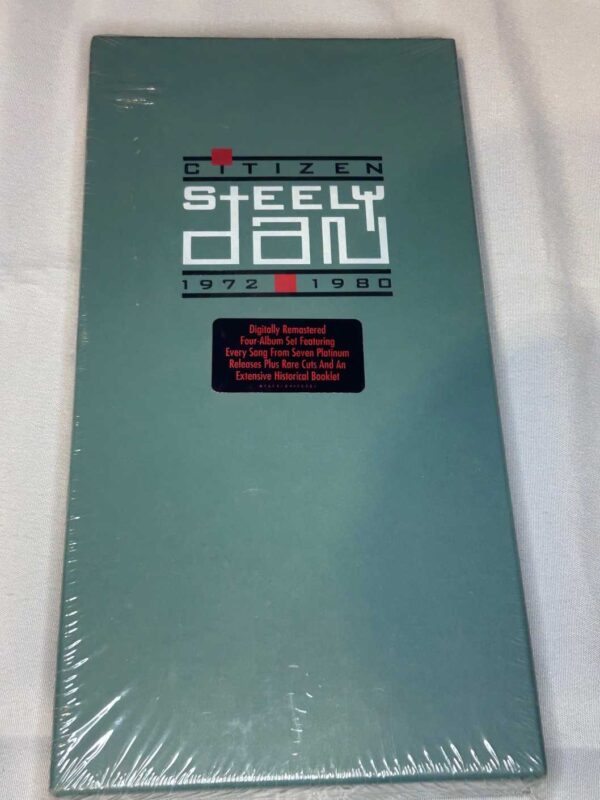 CITIZEN
STEELY
dan
1972 1980
Digitally Remastered
Four-Album Set Featuring
Every Song From Seven Platinum
Releases Plus Rare Cuts And An
Extensive Historical Booklet